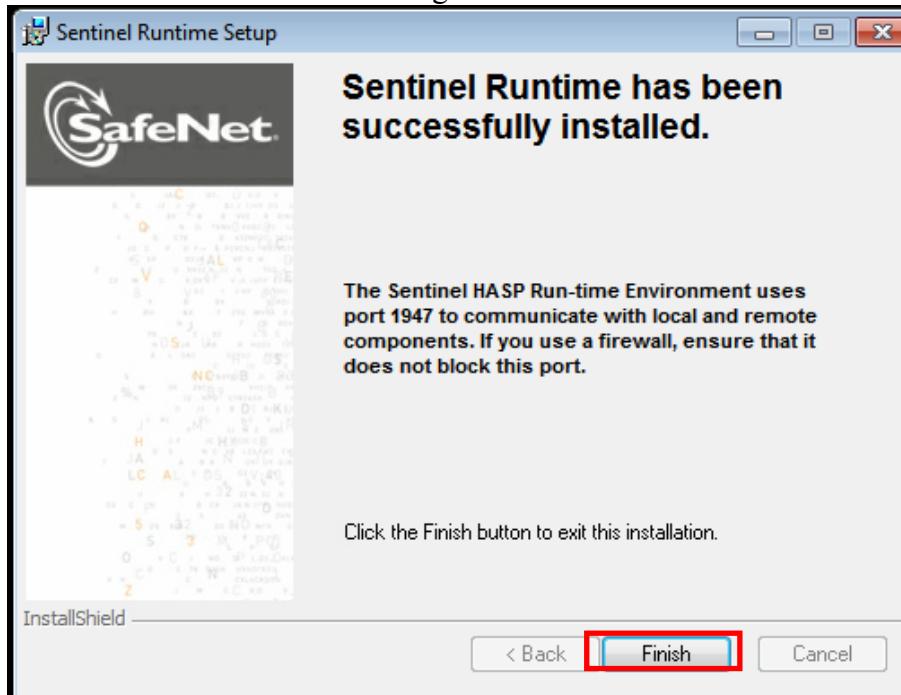 Sentinel Runtime Setup
SafeNet.
Sentinel Runtime has been
successfully installed.
The Sentinel HASP Run-time Environment uses
port 1947 to communicate with local and remote
components. If you use a firewall, ensure that it
does not block this port.
Click the Finish button to exit this installation.
InstallShield
< Back
Finish
Cancel